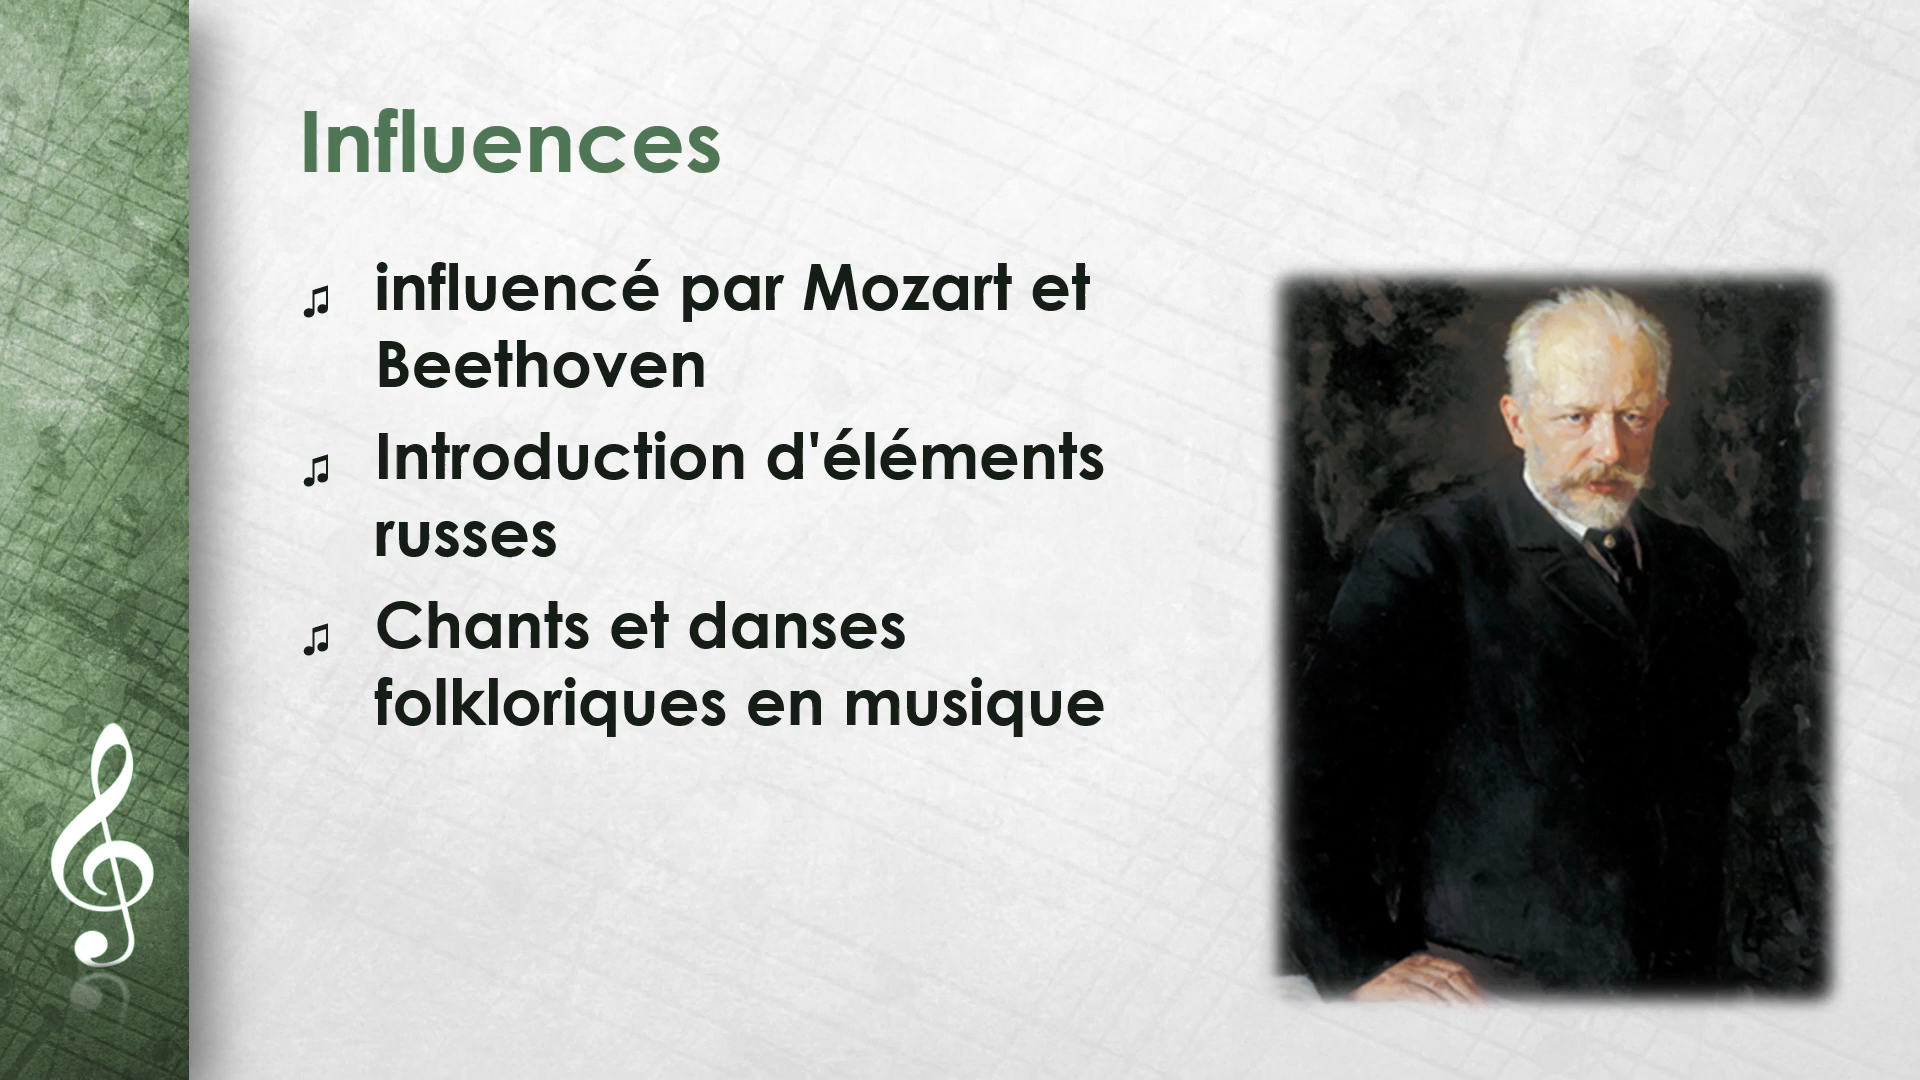 Influences
♫ influencé par Mozart et
Beethoven
♫ Introduction d'éléments
russes
♫ Chants et danses
folkloriques en musique